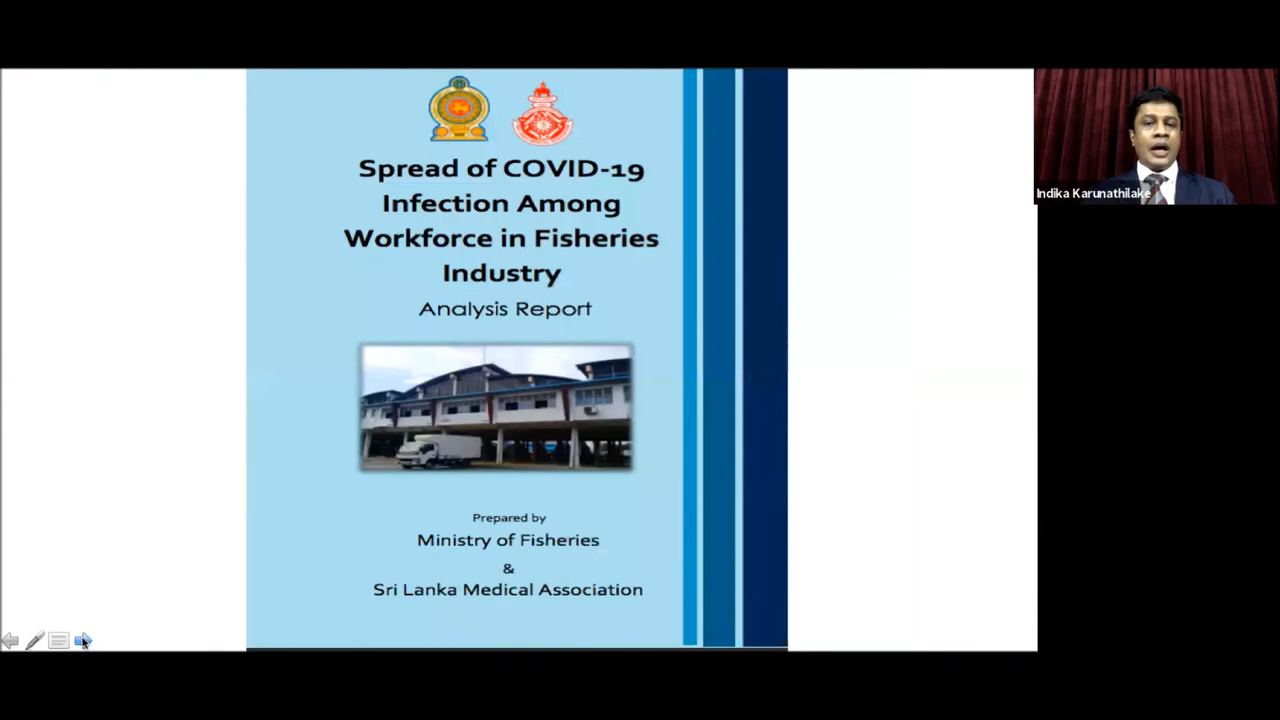 Spread of COVID-19
Infection Among
Workforce in Fisheries
Industry
Analysis Report
Prepared by
Ministry of Fisheries
&
Sri Lanka Medical Association
Indika Karunathilake